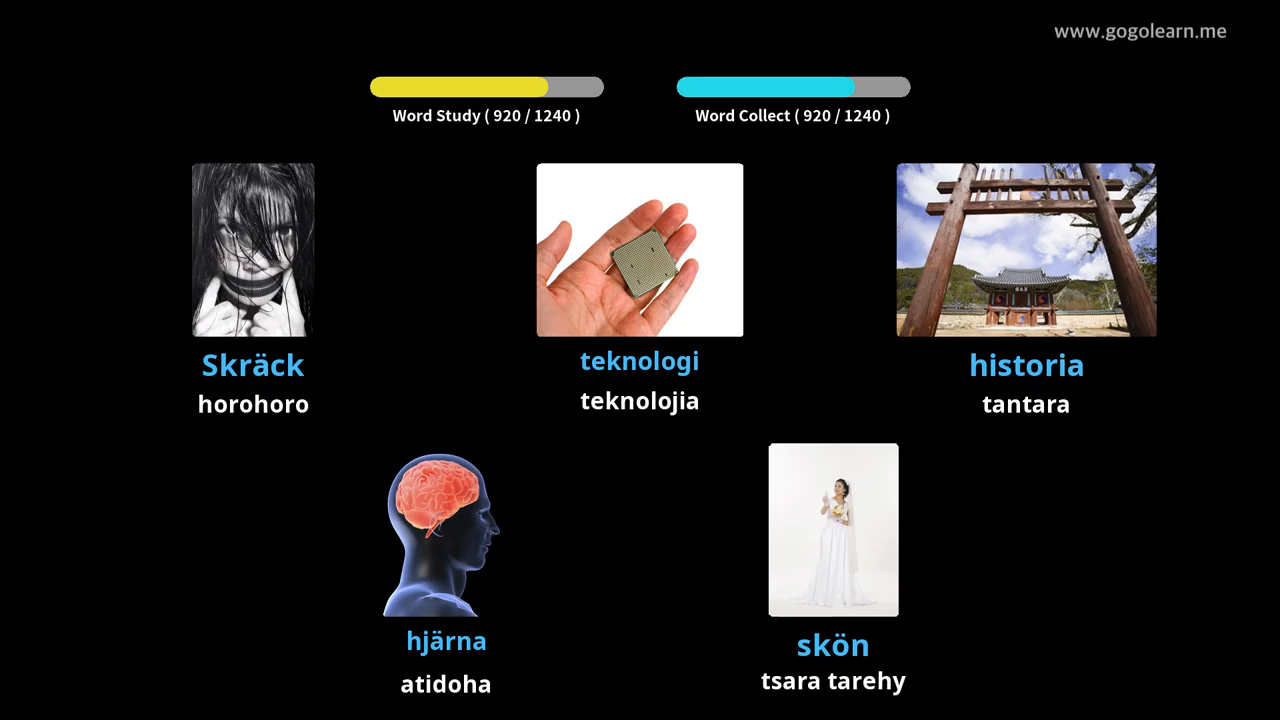 www.gogolearn.me
Word Study ( 920 / 1240 )
Word Collect ( 920 / 1240 )
Skräck
horohoro
teknologi
teknolojia
historia
tantara
hjärna
atidoha
skön
tsara tarehy